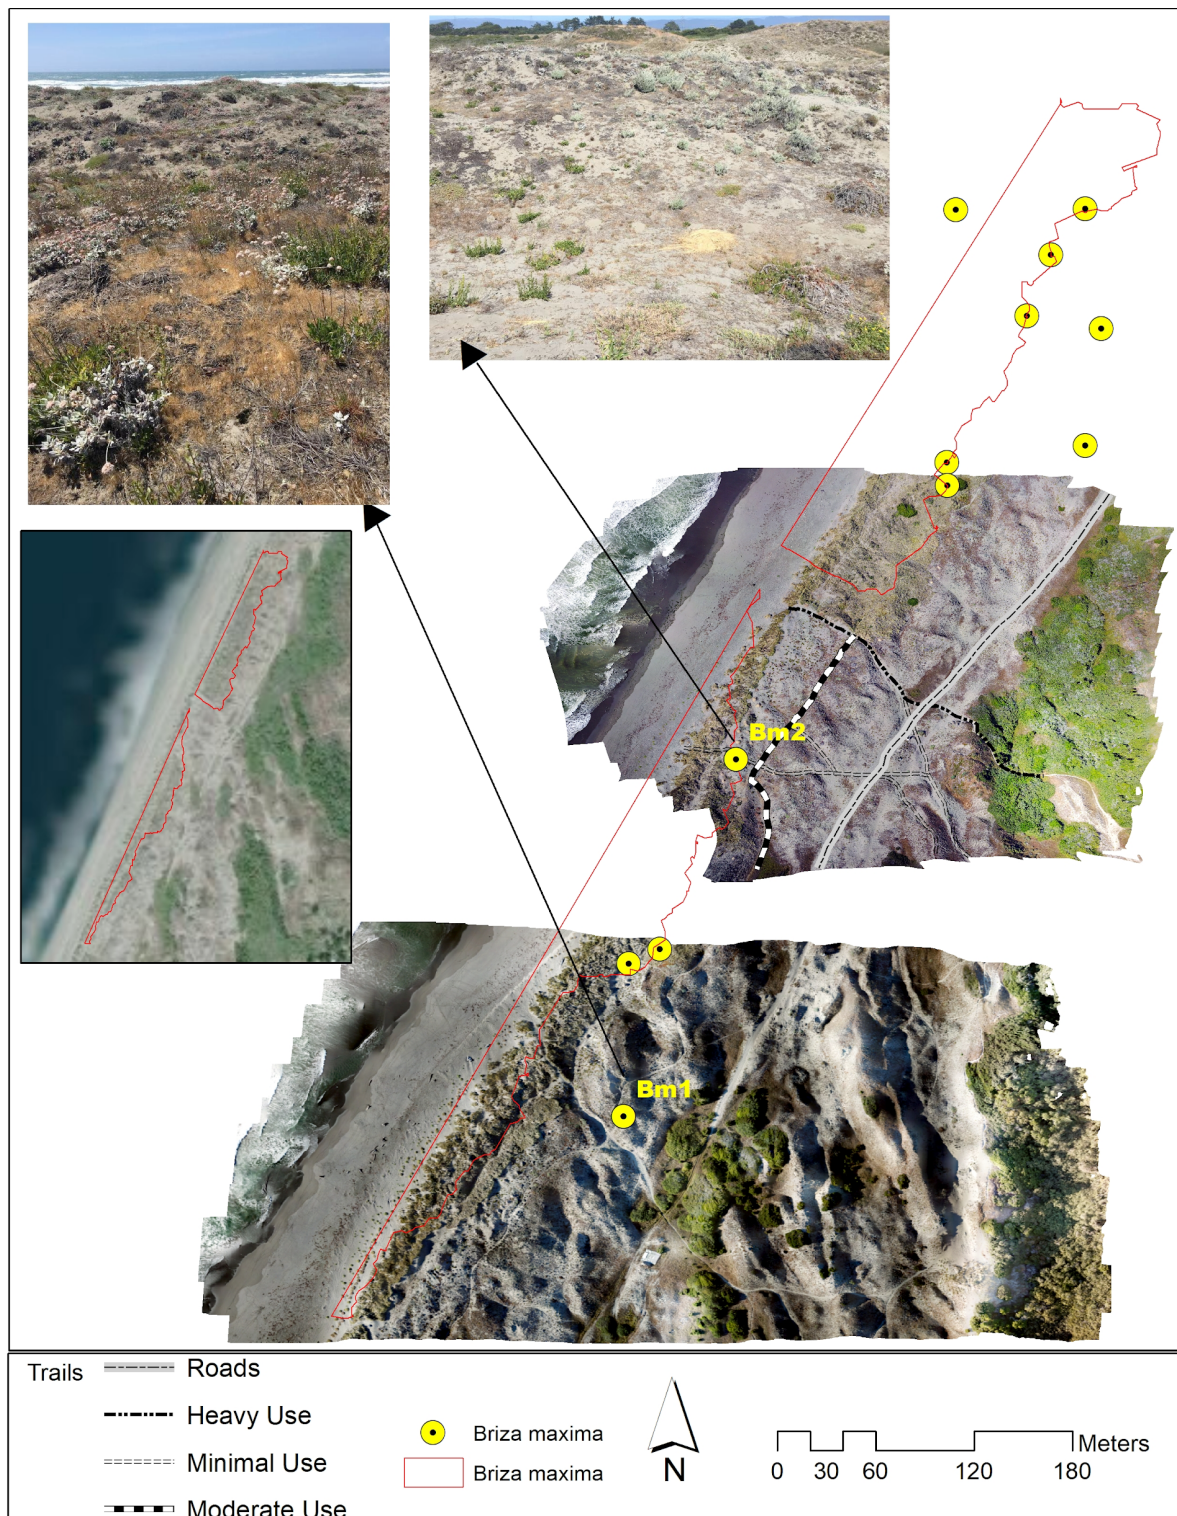 Bm2
Bm1
Trails
Roads
Heavy Use
Minimal Use
Moderate Use
Briza maxima
Briza maxima
N
Meters
0 30 60 120 180